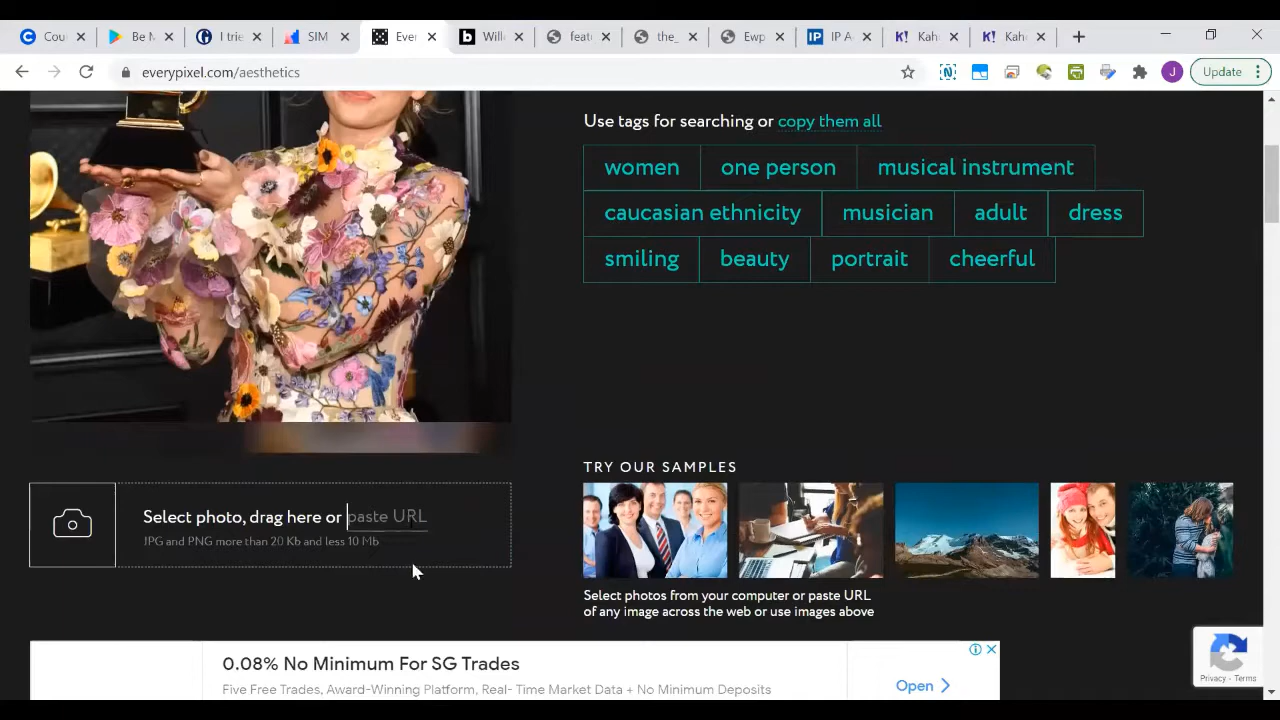 Cou
Be M
I trie
SIM
Ever
Wille
feat
the_
Ewp
IP A
Kah
Kah
everypixel.com/aesthetics
J
Update
Use tags for searching or copy them all
women one person musical instrument
caucasian ethnicity musician adult dress
smiling beauty portrait cheerful
TRY OUR SAMPLES
Select photo, drag here or paste URL
JPG and PNG more than 20 Kb and less 10 Mb
Select photos from your computer or paste URL
of any image across the web or use images above
0.08% No Minimum For SG Trades
Five Free Trades, Award-Winning Platform, Real- Time Market Data + No Minimum Deposits
Open
Privacy - Terms